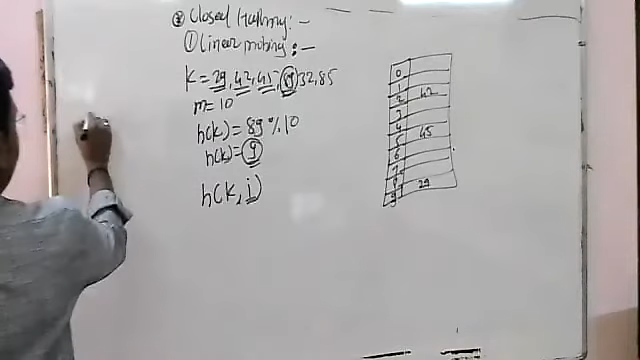 ② Closed Hashing: -
① Linear probing: -
K = 29, 42, 45, 89, 32, 85
m = 10
h(k) = 89 % 10
h(k) = 9
h(k, i)
0
1
2 42
3
4
5 45
6
7
8
9 29